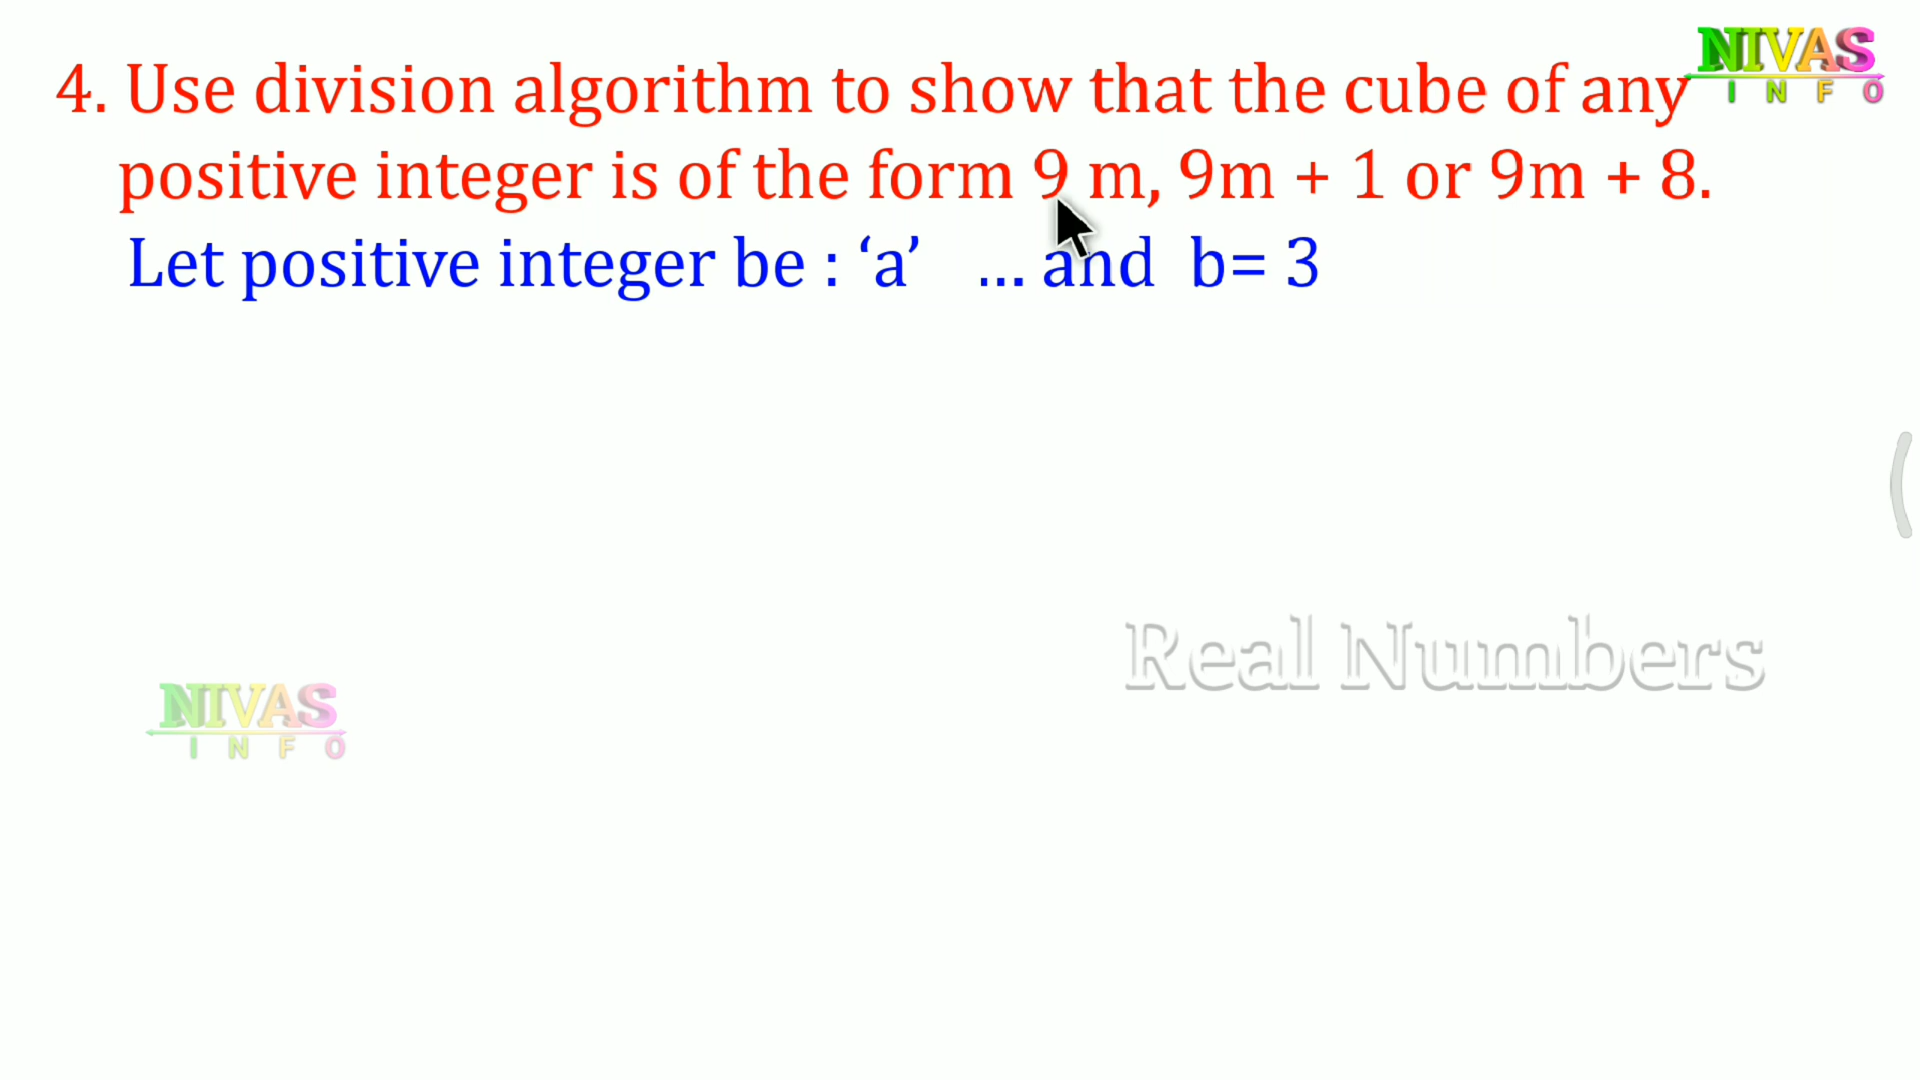 NIVAS
INFO
4. Use division algorithm to show that the cube of any
positive integer is of the form 9 m, 9m + 1 or 9m + 8.
Let positive integer be : ‘a’ ... and b= 3
Real Numbers
NIVAS
INFO